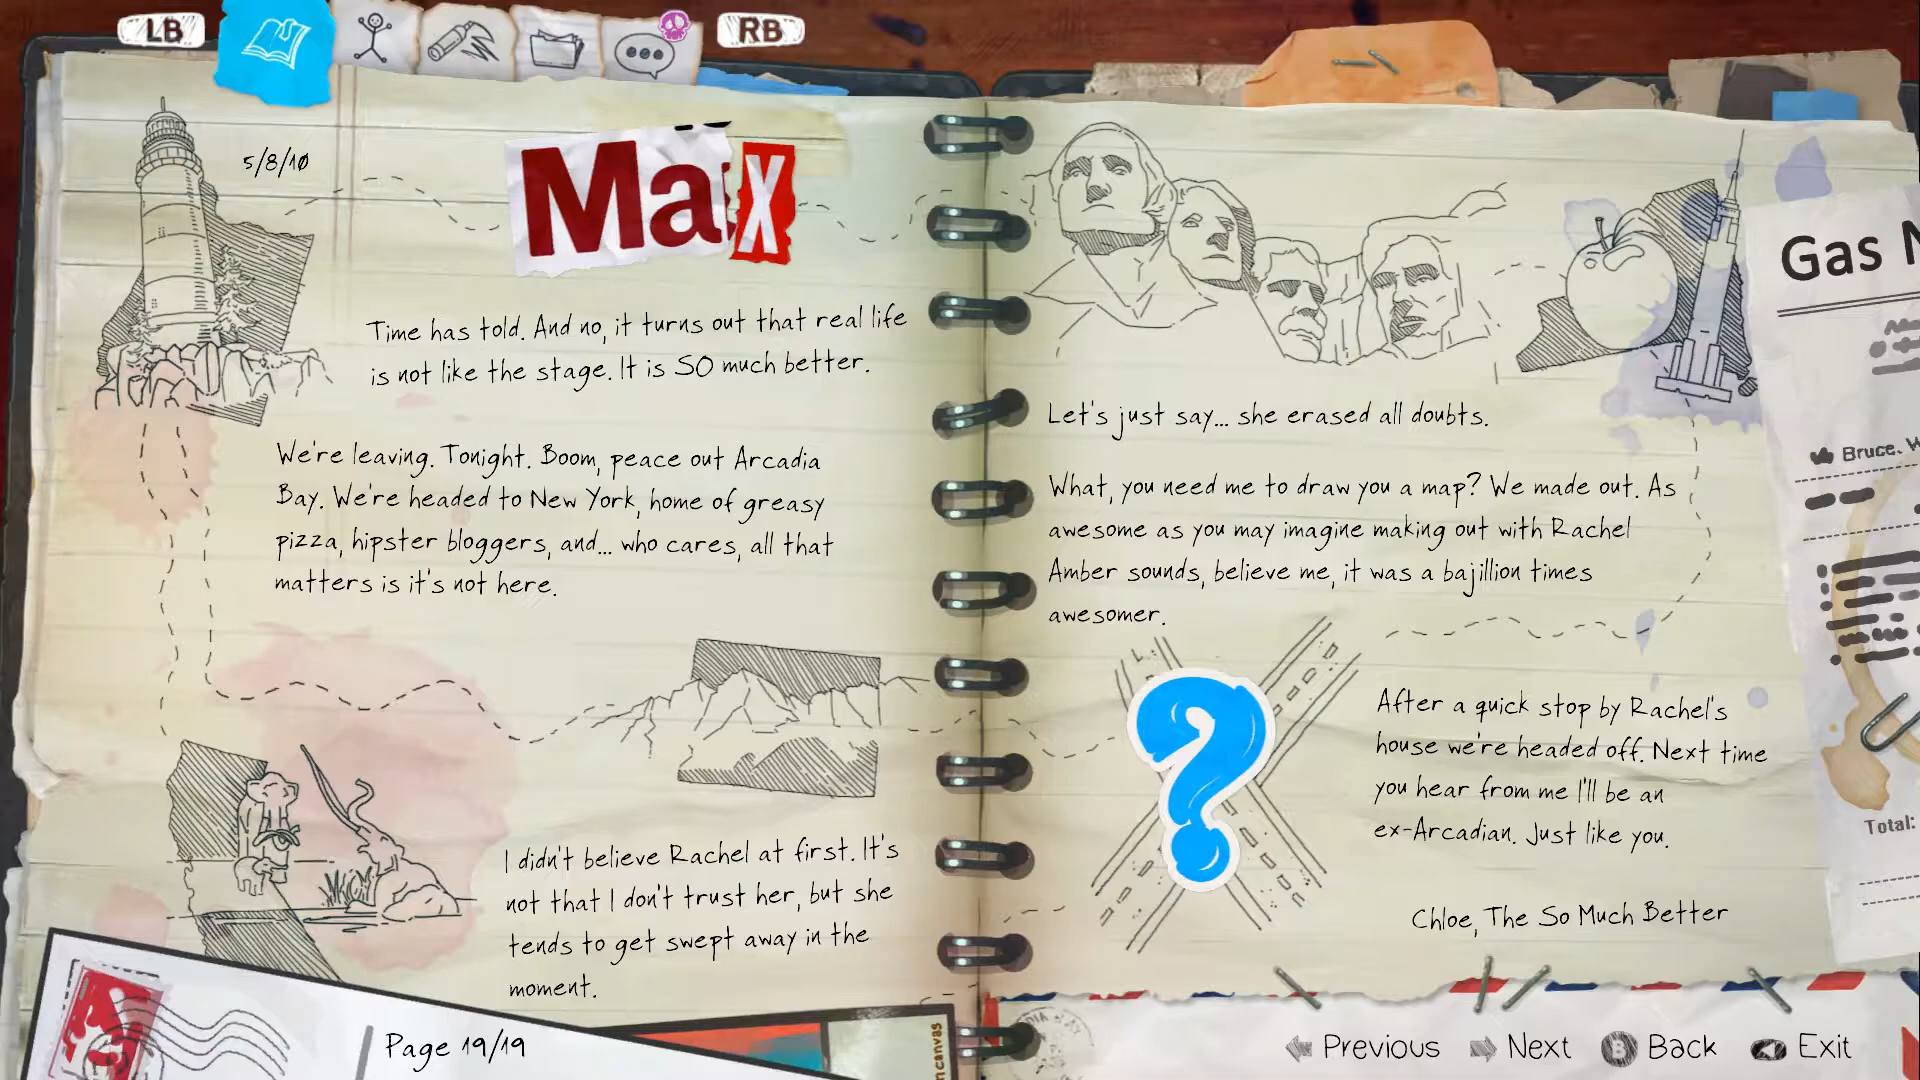 LB
RB
5/8/10
Max
Time has told. And no, it turns out that real life
is not like the stage. It is SO much better.
We're leaving. Tonight. Boom, peace out Arcadia
Bay. We're headed to New York, home of greasy
pizza, hipster bloggers, and... who cares, all that
matters is it's not here.
I didn't believe Rachel at first. It's
not that I don't trust her, but she
tends to get swept away in the
moment.
Page 19/19
Let's just say... she erased all doubts.
What, you need me to draw you a map? We made out. As
awesome as you may imagine making out with Rachel
Amber sounds, believe me, it was a bajillion times
awesomer.
After a quick stop by Rachel's
house we're headed off. Next time
you hear from me I'll be an
ex-Arcadian. Just like you.
Chloe, The So Much Better
?
Gas
Bruce.
Total:
Previous
Next
B Back
Exit